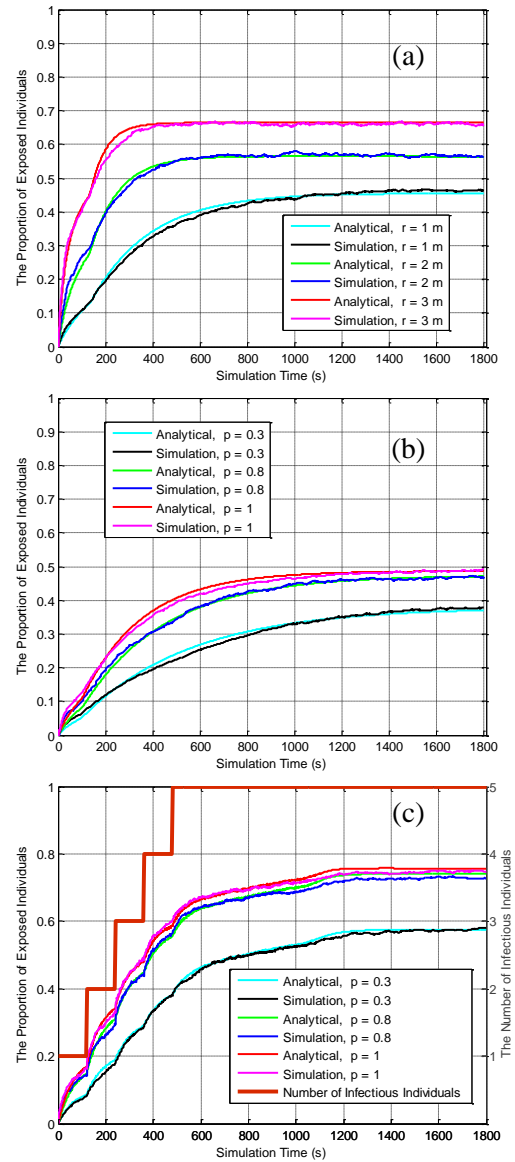 1
0.9
0.8
0.7
0.6
0.5
0.4
0.3
0.2
0.1
0
The Proportion of Exposed Individuals
(a)
Analytical, r = 1 m
Simulation, r = 1 m
Analytical, r = 2 m
Simulation, r = 2 m
Analytical, r = 3 m
Simulation, r = 3 m
0 200 400 600 800 1000 1200 1400 1600 1800
Simulation Time (s)
1
0.9
0.8
0.7
0.6
0.5
0.4
0.3
0.2
0.1
0
The Proportion of Exposed Individuals
(b)
Analytical, p = 0.3
Simulation, p = 0.3
Analytical, p = 0.8
Simulation, p = 0.8
Analytical, p = 1
Simulation, p = 1
0 200 400 600 800 1000 1200 1400 1600 1800
Simulation Time (s)
1
0.8
0.6
0.4
0.2
0
The Proportion of Exposed Individuals
(c)
5
4
3
2
1
The Number of Infectious Individuals
Analytical, p = 0.3
Simulation, p = 0.3
Analytical, p = 0.8
Simulation, p = 0.8
Analytical, p = 1
Simulation, p = 1
Number of Infectious Individuals
0 200 400 600 800 1000 1200 1400 1600 1800
Simulation Time (s)